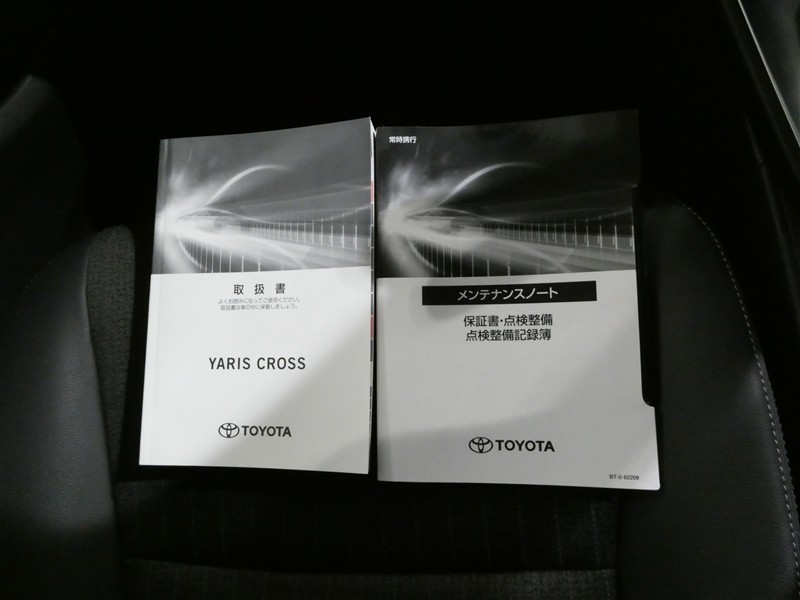 取扱書
よくお読みになってご使用ください。
取扱書は車の中に保管しましょう。
YARIS CROSS
TOYOTA
常時携行
メンテナンスノート
保証書・点検整備
点検整備記録簿
TOYOTA
BT-0 62209